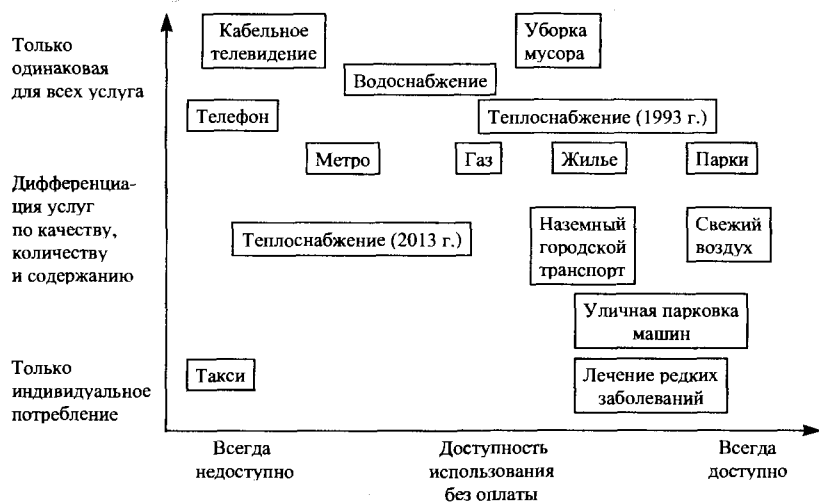 Только
одинаковая
для всех услуга
Кабельное
телевидение
Уборка
мусора
Водоснабжение
Телефон
Теплоснабжение (1993 г.)
Метро
Газ
Жилье
Парки
Дифференциа-
ция услуг
по качеству,
количеству
и содержанию
Теплоснабжение (2013 г.)
Наземный
городской
транспорт
Свежий
воздух
Уличная парковка
машин
Только
индивидуальное
потребление
Такси
Лечение редких
заболеваний
Всегда
недоступно
Доступность
использования
без оплаты
Всегда
доступно